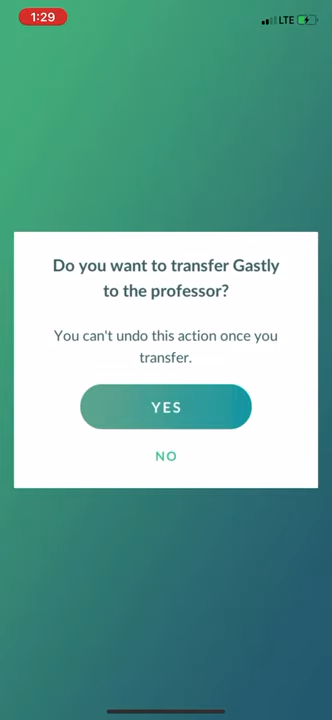 1:29
LTE
Do you want to transfer Gastly
to the professor?
You can't undo this action once you
transfer.
YES
NO